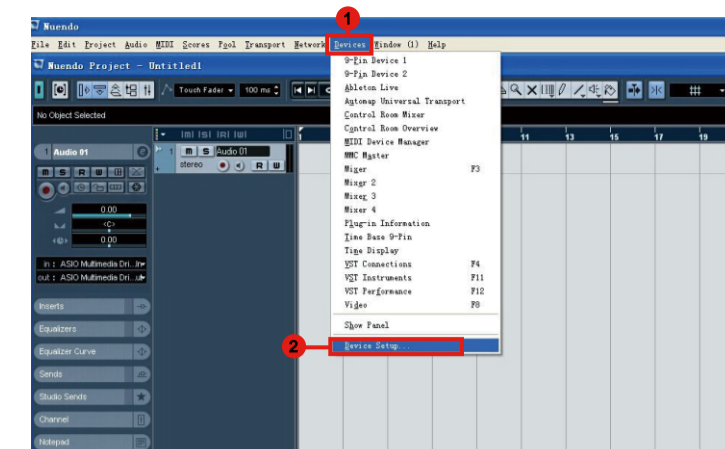 1
Nuendo
File Edit Project Audio MIDI Scores Pool Transport Network Devices Window (1) Help
Nuendo Project - Untitled1
Touch Fader 100 ms
No Object Selected
1 Audio 01
M S R W
0.00
<C>
0.00
in : ASIO Multimedia Dri...In
out : ASIO Multimedia Dri...ut
Inserts
Equalizers
Equalizer Curve
Sends
Studio Sends
Channel
Notepad
1 M S Audio 01
stereo R W
1
11 13 15 17 19
9-Pin Device 1
9-Pin Device 2
Ableton Live
Automap Universal Transport
Control Room Mixer
Control Room Overview
MIDI Device Manager
MMC Master
Mixer F3
Mixer 2
Mixer 3
Mixer 4
Plug-in Information
Time Base 9-Pin
Time Display
VST Connections F4
VST Instruments F11
VST Performance F12
Video F8
Show Panel
2
Device Setup...